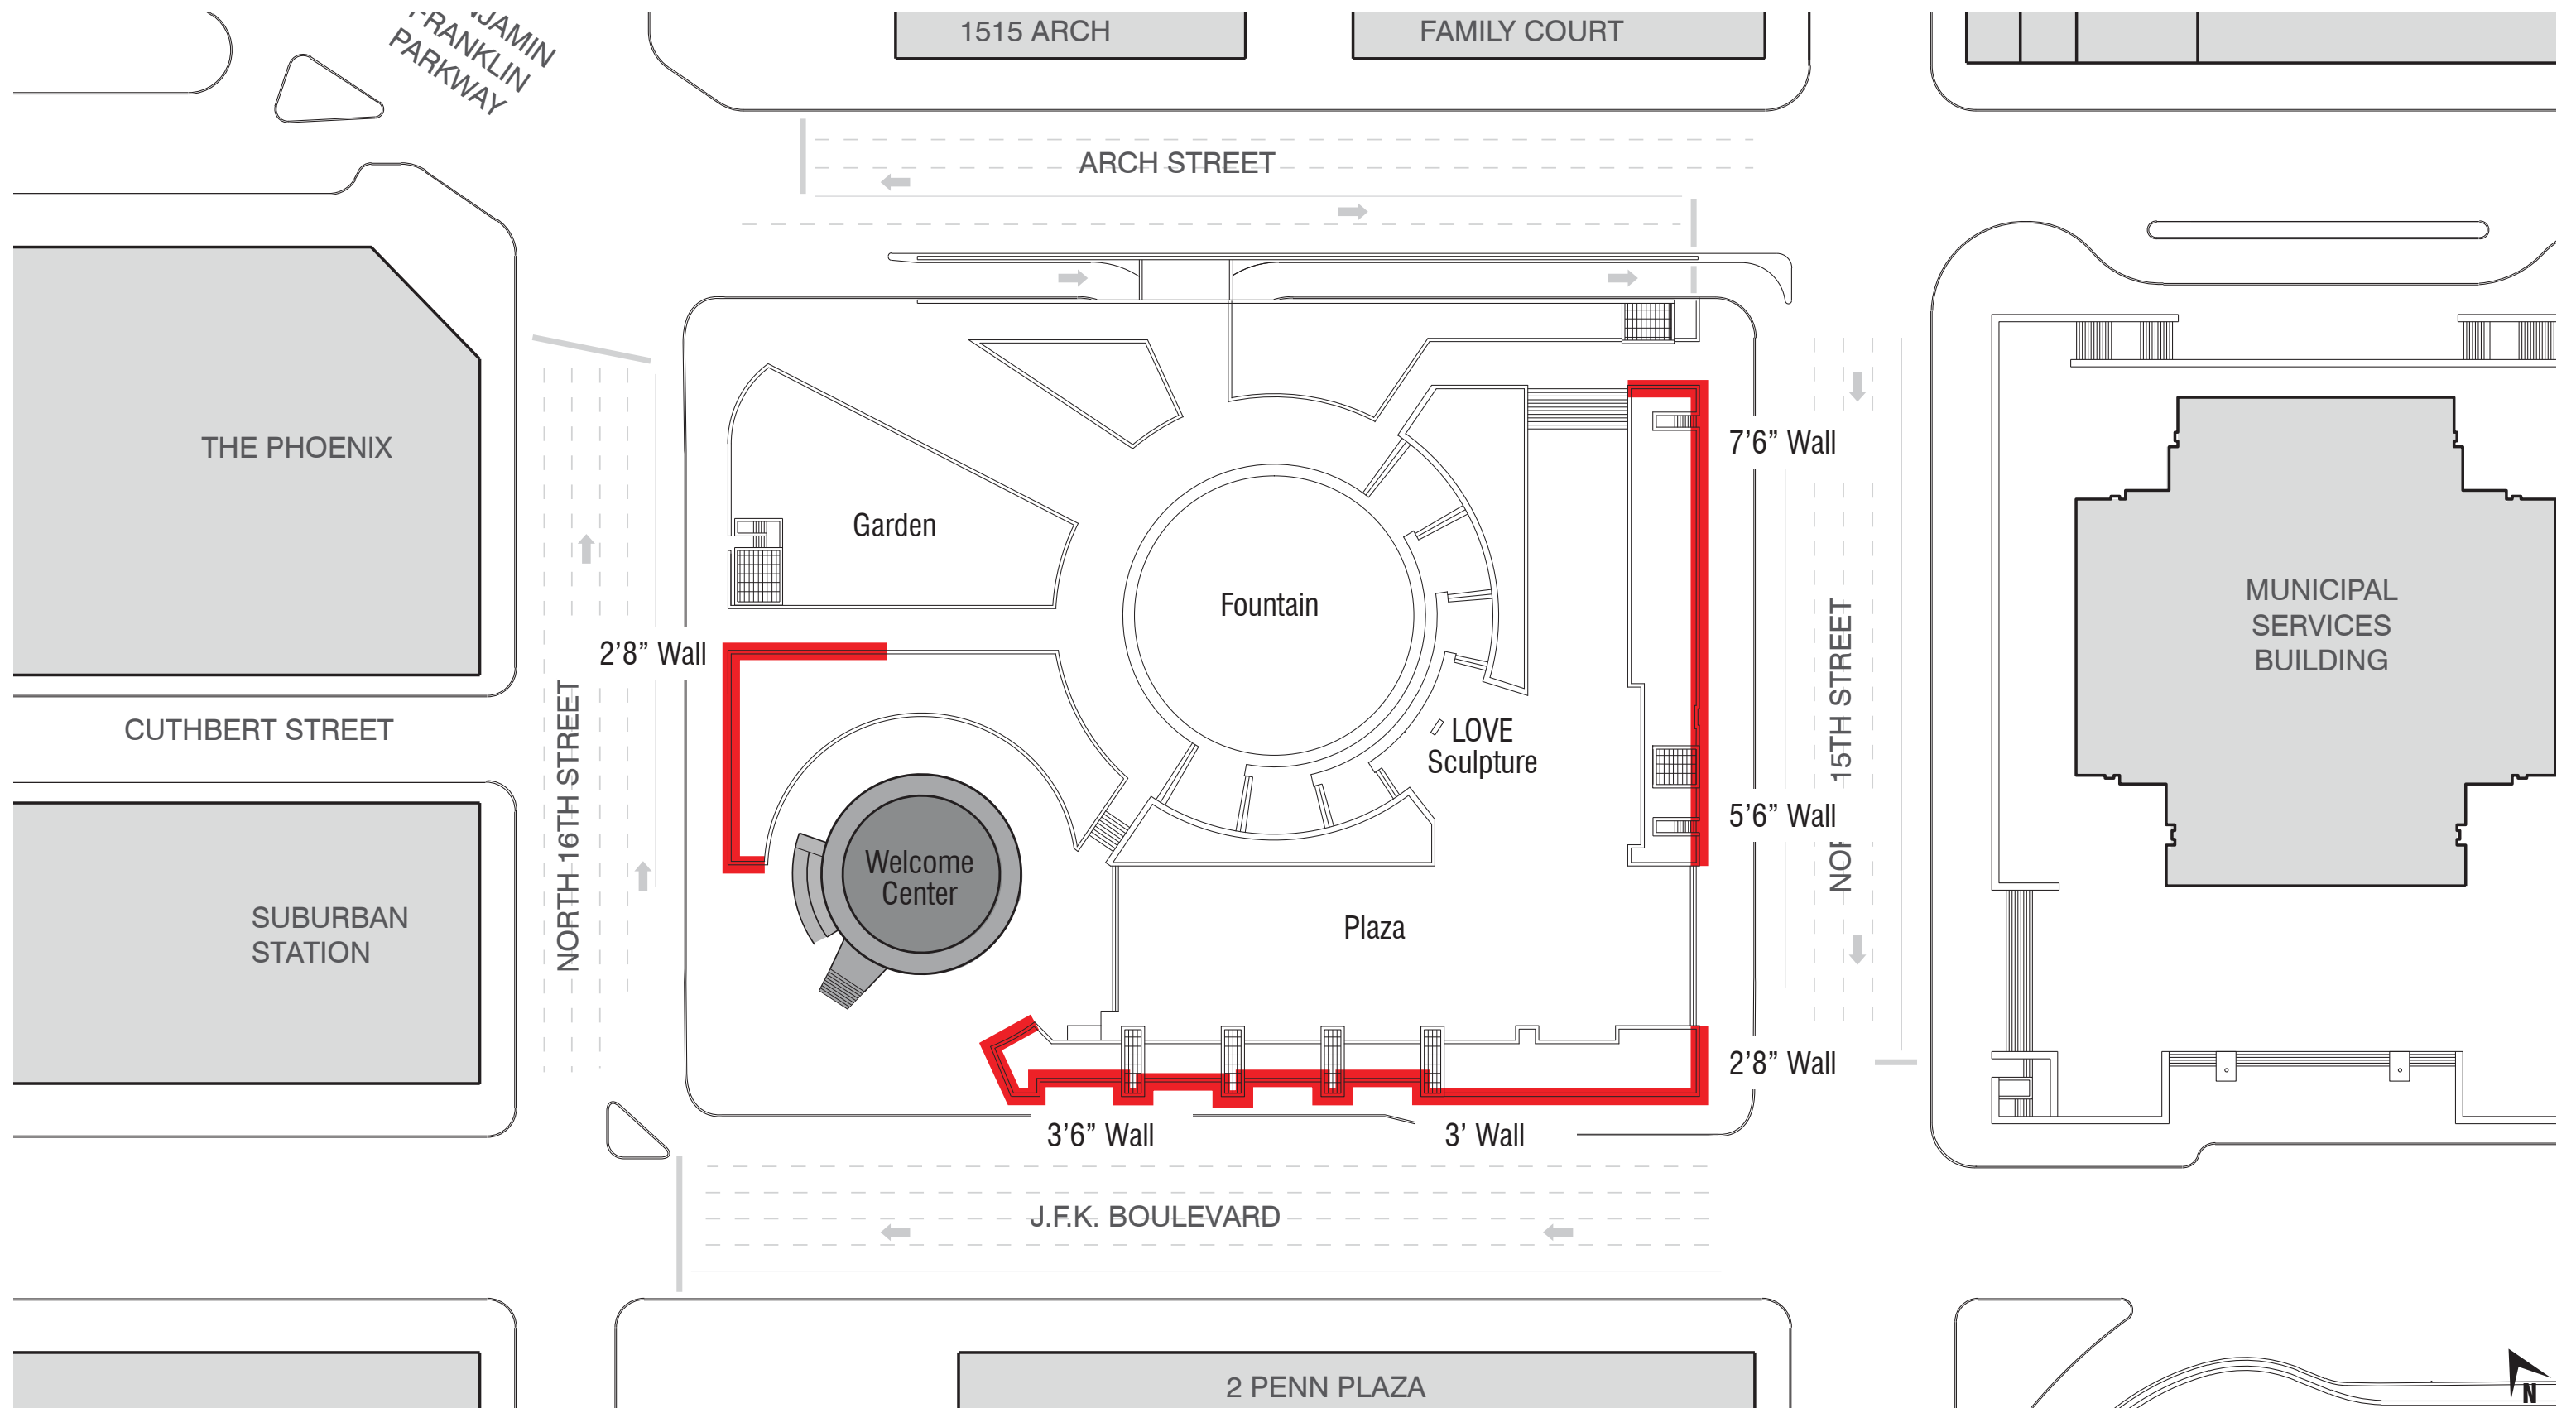 FRANKLIN
PARKWAY
1515 ARCH
FAMILY COURT
ARCH STREET
THE PHOENIX
7’6” Wall
Garden
Fountain
MUNICIPAL
SERVICES
BUILDING
2’8” Wall
CUTHBERT STREET
NORTH 16TH STREET
LOVE
Sculpture
15TH STREET
5’6” Wall
Welcome
Center
Plaza
SUBURBAN
STATION
2’8” Wall
3’6” Wall
3’ Wall
J.F.K. BOULEVARD
2 PENN PLAZA
N